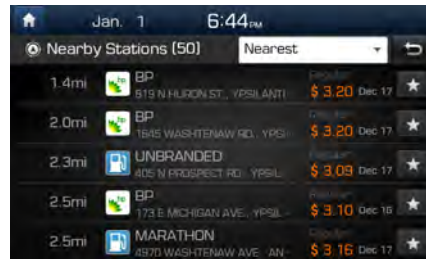 Jan. 1 6:44 PM
Nearby Stations (50) Nearest
Regular
1.4mi BP $ 3.20 Dec 17
519 N HURON ST., YPSILANTI
Regular
2.0mi BP $ 3.20 Dec 17
1645 WASHTENAW RD., YPSI-
Regular
2.3mi UNBRANDED $ 3.09 Dec 17
405 N PROSPECT RD., YPSIL-
Regular
2.5mi BP $ 3.10 Dec 16
173 E MICHIGAN AVE., YPSIL-
Regular
2.5mi MARATHON $ 3.16 Dec 17
4970 WASHTENAW AVE., AN-